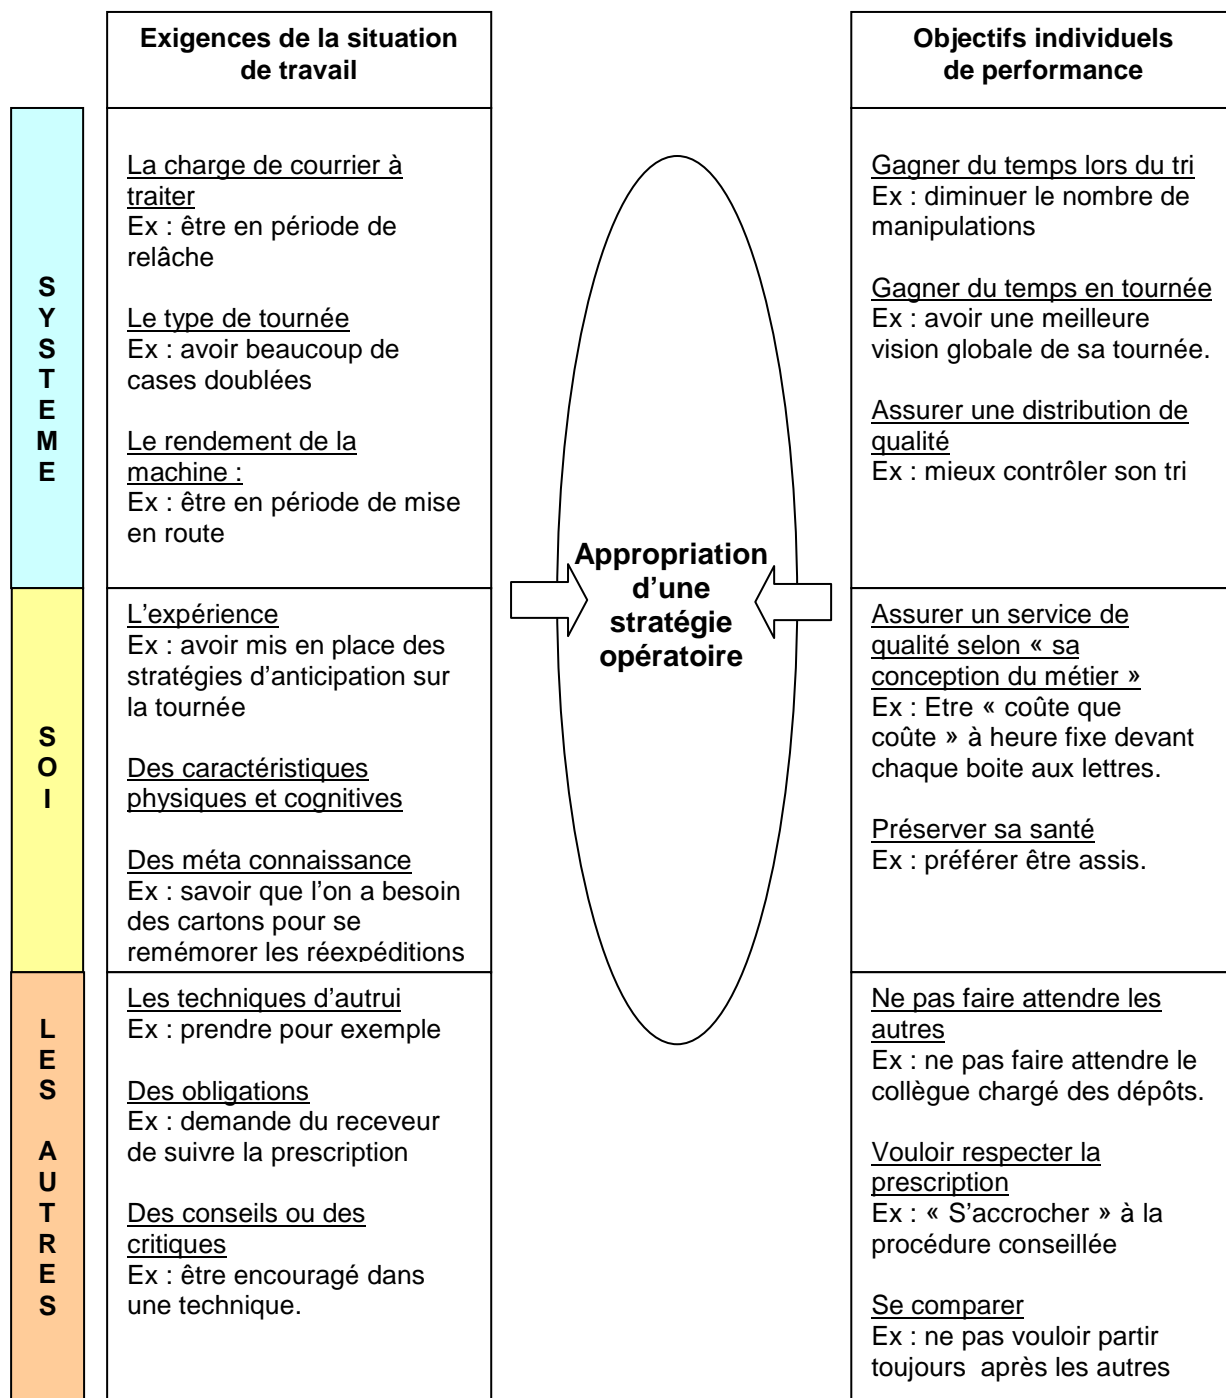 Exigences de la situation
de travail
Objectifs individuels
de performance
SYSTEME
La charge de courrier à
traiter
Ex : être en période de
relâche
Le type de tournée
Ex : avoir beaucoup de
cases doublées
Le rendement de la
machine :
Ex : être en période de mise
en route
Gagner du temps lors du tri
Ex : diminuer le nombre de
manipulations
Gagner du temps en tournée
Ex : avoir une meilleure
vision globale de sa tournée.
Assurer une distribution de
qualité
Ex : mieux contrôler son tri
Appropriation
d’une
stratégie
opératoire
SOI
L’expérience
Ex : avoir mis en place des
stratégies d’anticipation sur
la tournée
Des caractéristiques
physiques et cognitives
Des méta connaissance
Ex : savoir que l’on a besoin
des cartons pour se
remémorer les réexpéditions
Assurer un service de
qualité selon « sa
conception du métier »
Ex : Etre « coûte que
coûte » à heure fixe devant
chaque boite aux lettres.
Préserver sa santé
Ex : préférer être assis.
LES AUTRES
Les techniques d’autrui
Ex : prendre pour exemple
Des obligations
Ex : demande du receveur
de suivre la prescription
Des conseils ou des
critiques
Ex : être encouragé dans
une technique.
Ne pas faire attendre les
autres
Ex : ne pas faire attendre le
collègue chargé des dépôts.
Vouloir respecter la
prescription
Ex : « S’accrocher » à la
procédure conseillée
Se comparer
Ex : ne pas vouloir partir
toujours après les autres